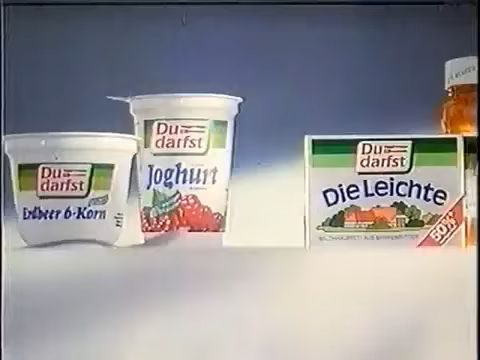 Du
darfst
Erdbeer 6-Korn
Du
darfst
Joghurt
Du
darfst
Die Leichte
50%